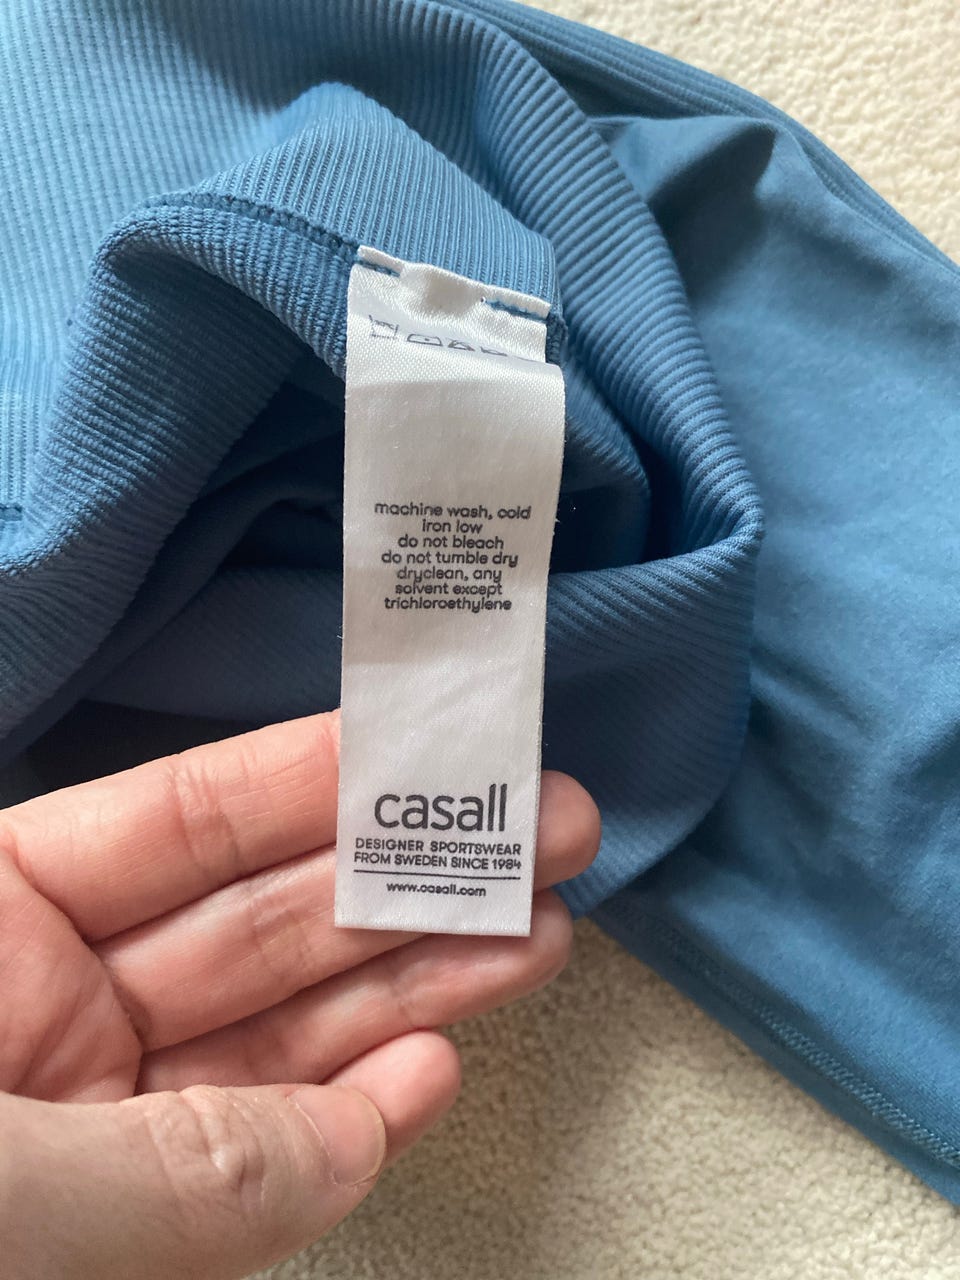 machine wash, cold
iron low
do not bleach
do not tumble dry
dryclean, any
solvent except
trichloroethylene
casall
DESIGNER SPORTSWEAR
FROM SWEDEN SINCE 1984
www.casall.com